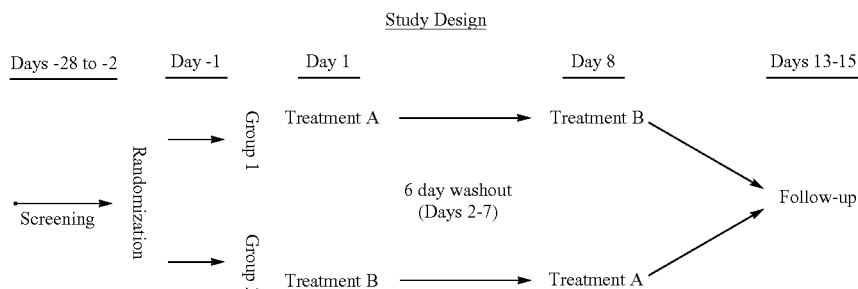 Study Design
Days -28 to -2
Day -1
Day 1
Day 8
Days 13-15
Screening
Randomization
Group 1
Treatment A
Treatment B
6 day washout
(Days 2-7)
Group
Treatment B
Treatment A
Follow-up